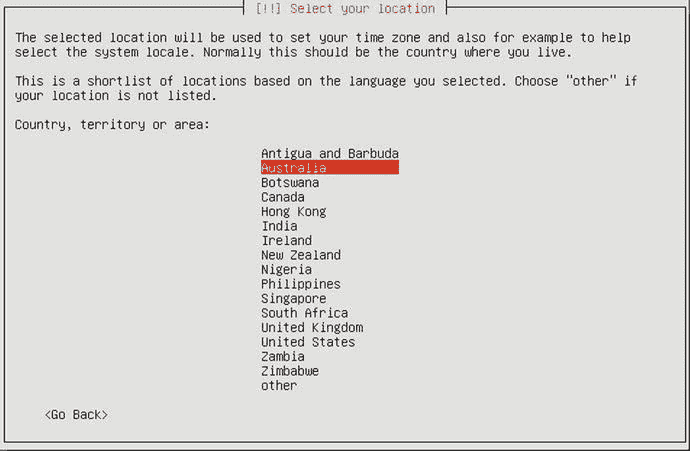 [!!] Select your location
The selected location will be used to set your time zone and also for example to help
select the system locale. Normally this should be the country where you live.
This is a shortlist of locations based on the language you selected. Choose "other" if
your location is not listed.
Country, territory or area:
Antigua and Barbuda
Australia
Botswana
Canada
Hong Kong
India
Ireland
New Zealand
Nigeria
Philippines
Singapore
South Africa
United Kingdom
United States
Zambia
Zimbabwe
other
<Go Back>